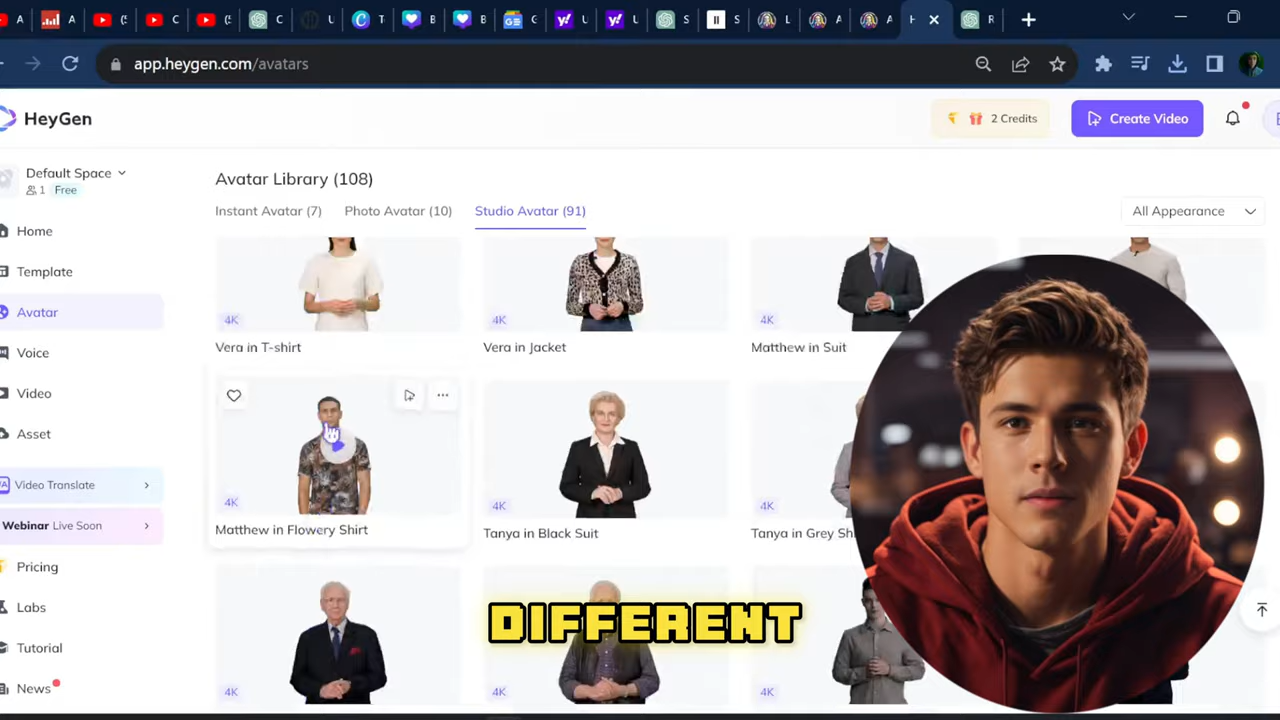 A
A
(5
C
(5
U
C
T
B
B
C
U
U
S
S
L
A
A
H
R
app.heygen.com/avatars
HeyGen
2 Credits
Create Video
Default Space
1 Free
Avatar Library (108)
Instant Avatar (7)
Photo Avatar (10)
Studio Avatar (91)
All Appearance
Home
Template
Avatar
Voice
Video
Asset
Video Translate
Webinar Live Soon
Pricing
Labs
Tutorial
News
4K
4K
4K
Vera in T-shirt
Vera in Jacket
Matthew in Suit
4K
4K
4K
Matthew in Flowery Shirt
Tanya in Black Suit
Tanya in Grey
DIFFERENT
4K
4K
4K